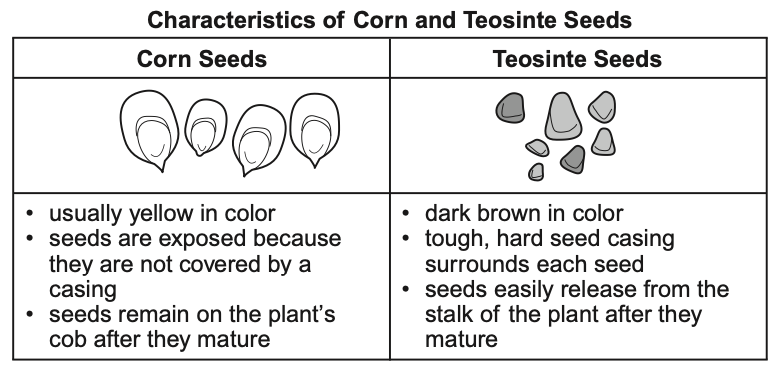 Characteristics of Corn and Teosinte Seeds
Corn Seeds
Teosinte Seeds
• usually yellow in color
• seeds are exposed because
they are not covered by a
casing
• seeds remain on the plant's
cob after they mature
• dark brown in color
• tough, hard seed casing
surrounds each seed
• seeds easily release from the
stalk of the plant after they
mature